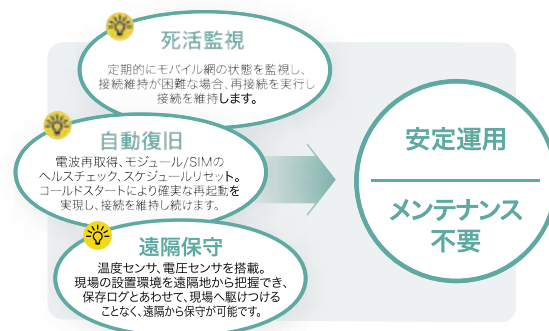 死活監視
定期的にモバイル網の状態を監視し、
接続維持が困難な場合、再接続を実行し
接続を維持します。
自動復旧
電波再取得、モジュール/SIMの
ヘルスチェック、スケジュールリセット。
コールドスタートにより確実な再起動を
実現し、接続を維持し続けます。
遠隔保守
温度センサ、電圧センサを搭載。
現場の設置環境を遠隔地から把握でき、
保存ログとあわせて、現場へ駆けつける
ことなく、遠隔から保守が可能です。
安定運用
メンテナンス
不要